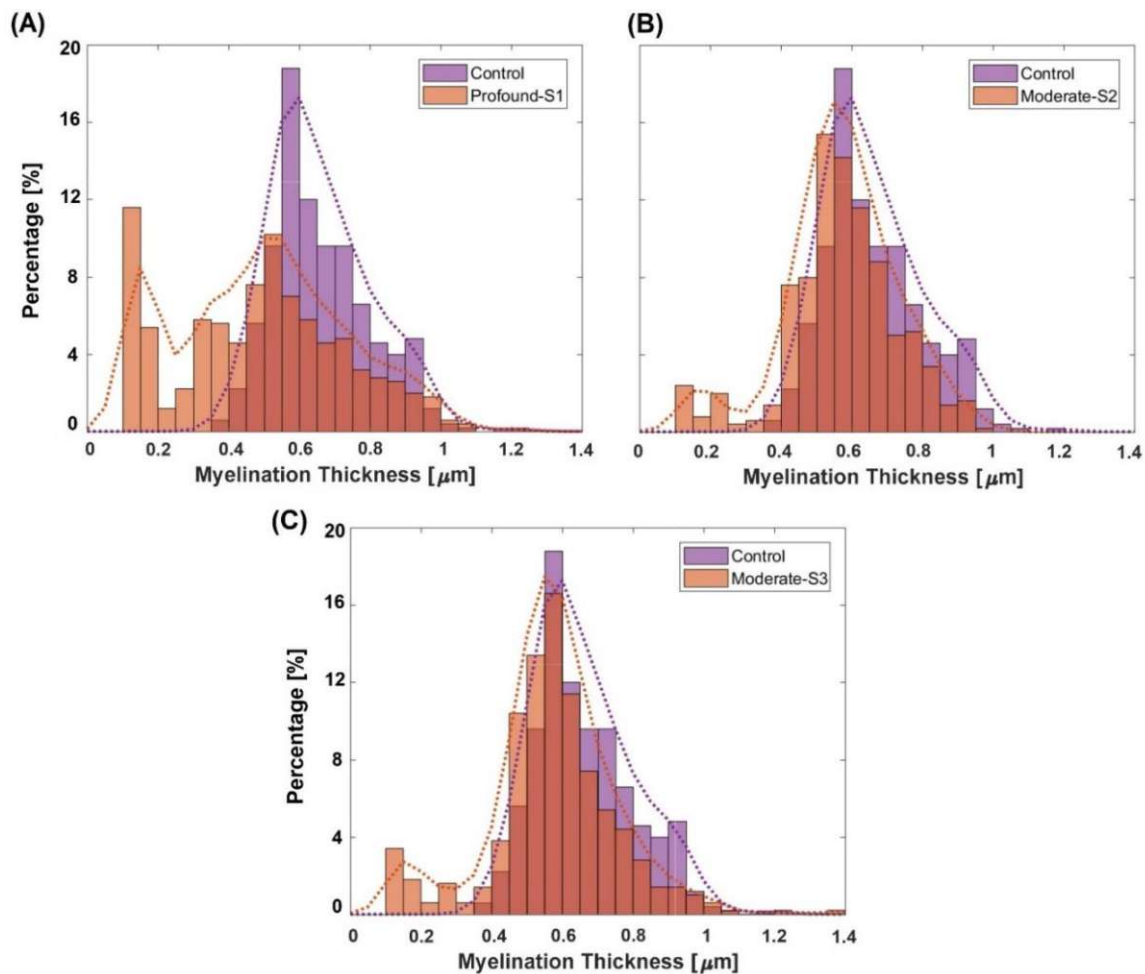 (A)
20
16
12
8
4
0
Percentage [%]
Control
Profound-S1
0 0.2 0.4 0.6 0.8 1 1.2 1.4
Myelination Thickness [μm]
(B)
Control
Moderate-S2
0 0.2 0.4 0.6 0.8 1.0 1.2 1.4
Myelination Thickness [μm]
(C)
20
16
12
8
4
0
Percentage [%]
Control
Moderate-S3
0 0.2 0.4 0.6 0.8 1 1.2 1.4
Myelination Thickness [μm]